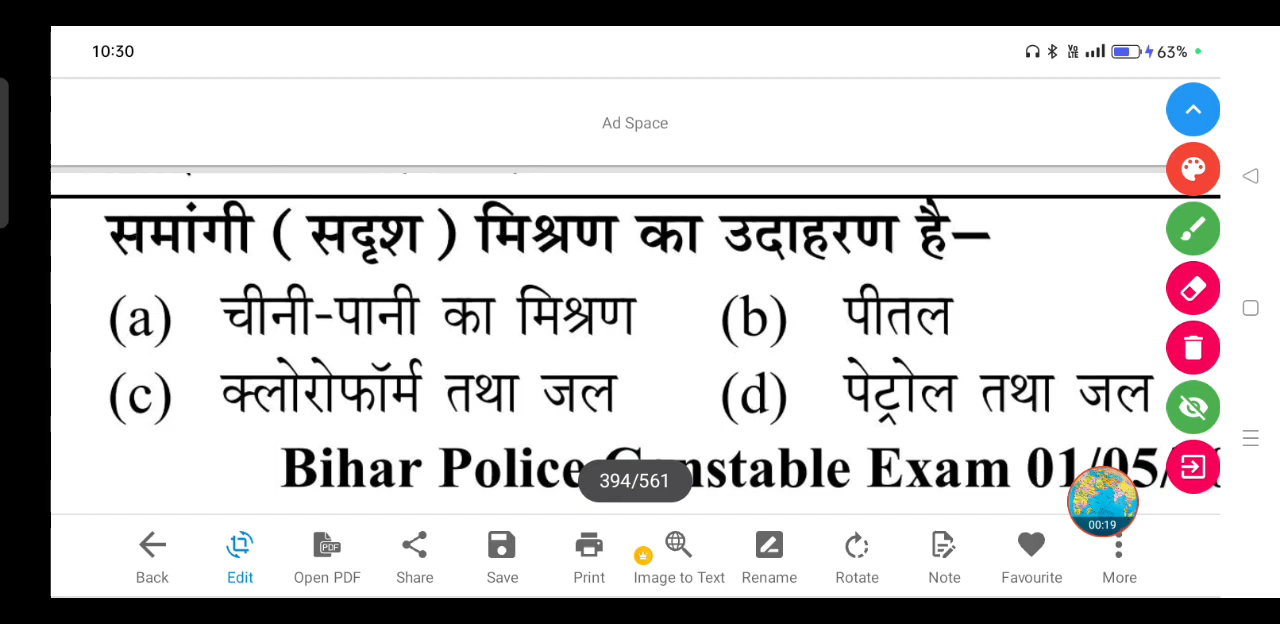 10:30 63%
Ad Space
समांगी ( सदृश ) मिश्रण का उदाहरण है–
(a) चीनी-पानी का मिश्रण (b) पीतल
(c) क्लोरोफॉर्म तथा जल (d) पेट्रोल तथा जल
Bihar Police Constable Exam 01/05/
394/561
00:19
PDF
Back Edit Open PDF Share Save Print Image to Text Rename Rotate Note Favourite More